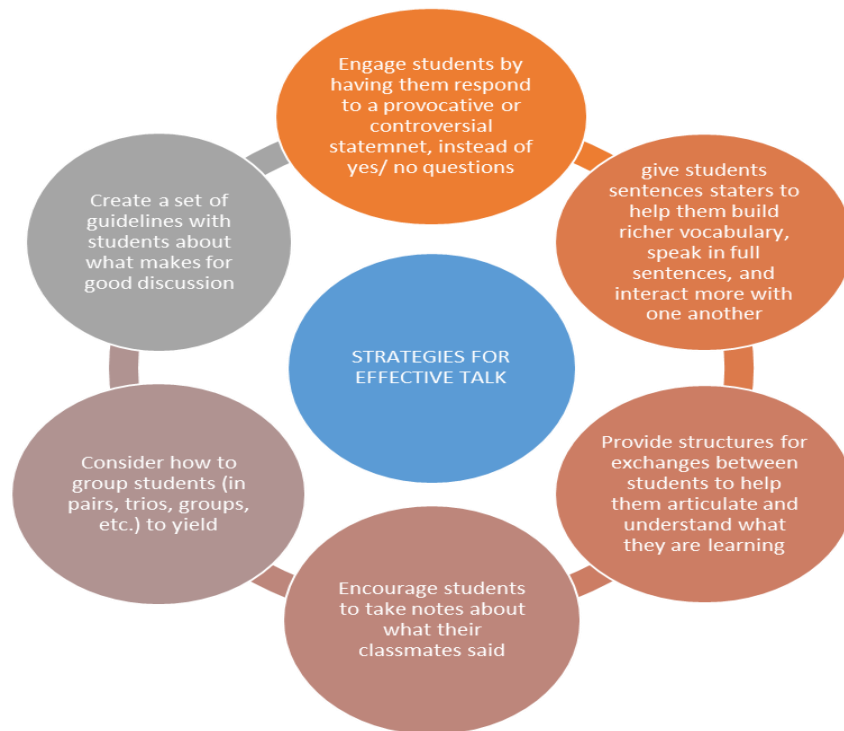 Engage students by
having them respond
to a provocative or
controversial
statemnet, instead of
yes/ no questions
give students
sentences staters to
help them build
richer vocabulary,
speak in full
sentences, and
interact more with
one another
Provide structures for
exchanges between
students to help
them articulate and
understand what
they are learning
Encourage students
to take notes about
what their
classmates said
Consider how to
group students (in
pairs, trios, groups,
etc.) to yield
Create a set of
guidelines with
students about
what makes for
good discussion
STRATEGIES FOR
EFFECTIVE TALK